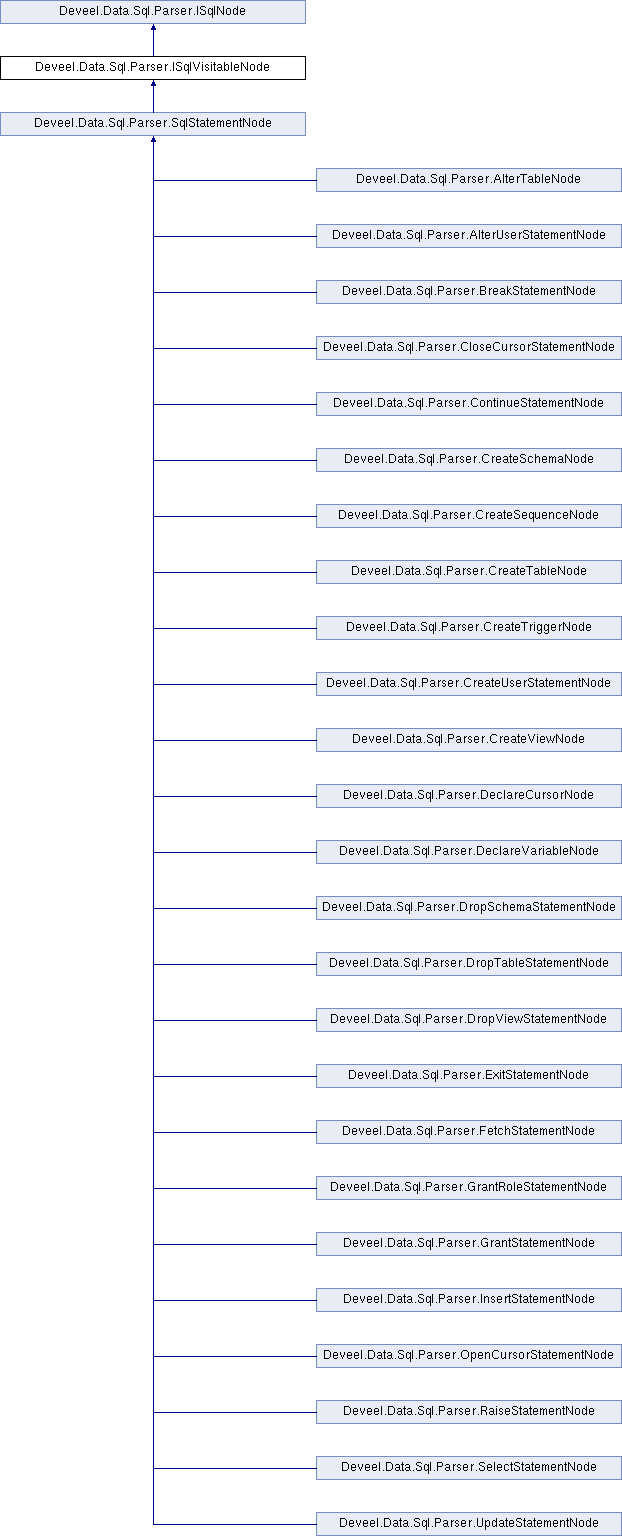 Deveel.Data.Sql.Parser.ISqlNode
Deveel.Data.Sql.Parser.ISqlVisitableNode
Deveel.Data.Sql.Parser.SqlStatementNode
Deveel.Data.Sql.Parser.AlterTableNode
Deveel.Data.Sql.Parser.AlterUserStatementNode
Deveel.Data.Sql.Parser.BreakStatementNode
Deveel.Data.Sql.Parser.CloseCursorStatementNode
Deveel.Data.Sql.Parser.ContinueStatementNode
Deveel.Data.Sql.Parser.CreateSchemaNode
Deveel.Data.Sql.Parser.CreateSequenceNode
Deveel.Data.Sql.Parser.CreateTableNode
Deveel.Data.Sql.Parser.CreateTriggerNode
Deveel.Data.Sql.Parser.CreateUserStatementNode
Deveel.Data.Sql.Parser.CreateViewNode
Deveel.Data.Sql.Parser.DeclareCursorNode
Deveel.Data.Sql.Parser.DeclareVariableNode
Deveel.Data.Sql.Parser.DropSchemaStatementNode
Deveel.Data.Sql.Parser.DropTableStatementNode
Deveel.Data.Sql.Parser.DropViewStatementNode
Deveel.Data.Sql.Parser.ExitStatementNode
Deveel.Data.Sql.Parser.FetchStatementNode
Deveel.Data.Sql.Parser.GrantRoleStatementNode
Deveel.Data.Sql.Parser.GrantStatementNode
Deveel.Data.Sql.Parser.InsertStatementNode
Deveel.Data.Sql.Parser.OpenCursorStatementNode
Deveel.Data.Sql.Parser.RaiseStatementNode
Deveel.Data.Sql.Parser.SelectStatementNode
Deveel.Data.Sql.Parser.UpdateStatementNode